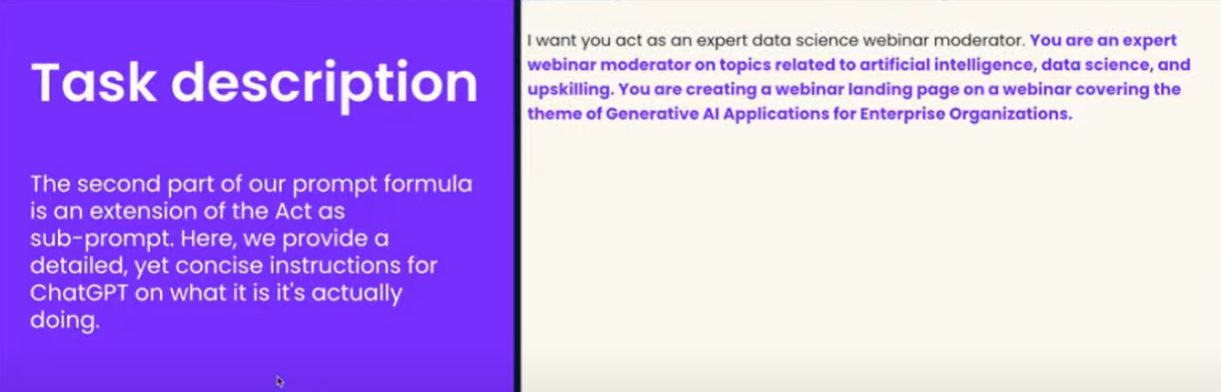 Task description
The second part of our prompt formula
is an extension of the Act as
sub-prompt. Here, we provide a
detailed, yet concise instructions for
ChatGPT on what it is it's actually
doing.
I want you act as an expert data science webinar moderator. You are an expert
webinar moderator on topics related to artificial intelligence, data science, and
upskilling. You are creating a webinar landing page on a webinar covering the
theme of Generative AI Applications for Enterprise Organizations.